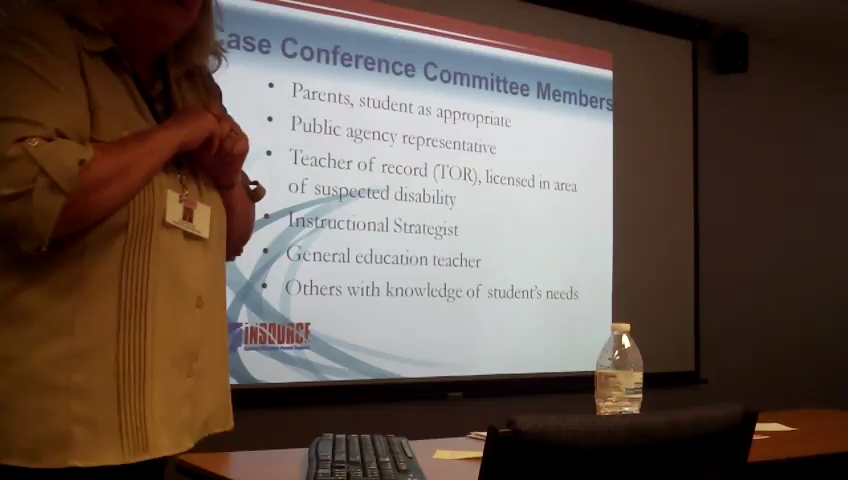 ase Conference Committee Members
• Parents, student as appropriate
• Public agency representative
• Teacher of record (TOR), licensed in area
of suspected disability
• Instructional Strategist
• General education teacher
• Others with knowledge of student's needs
INSOURCE